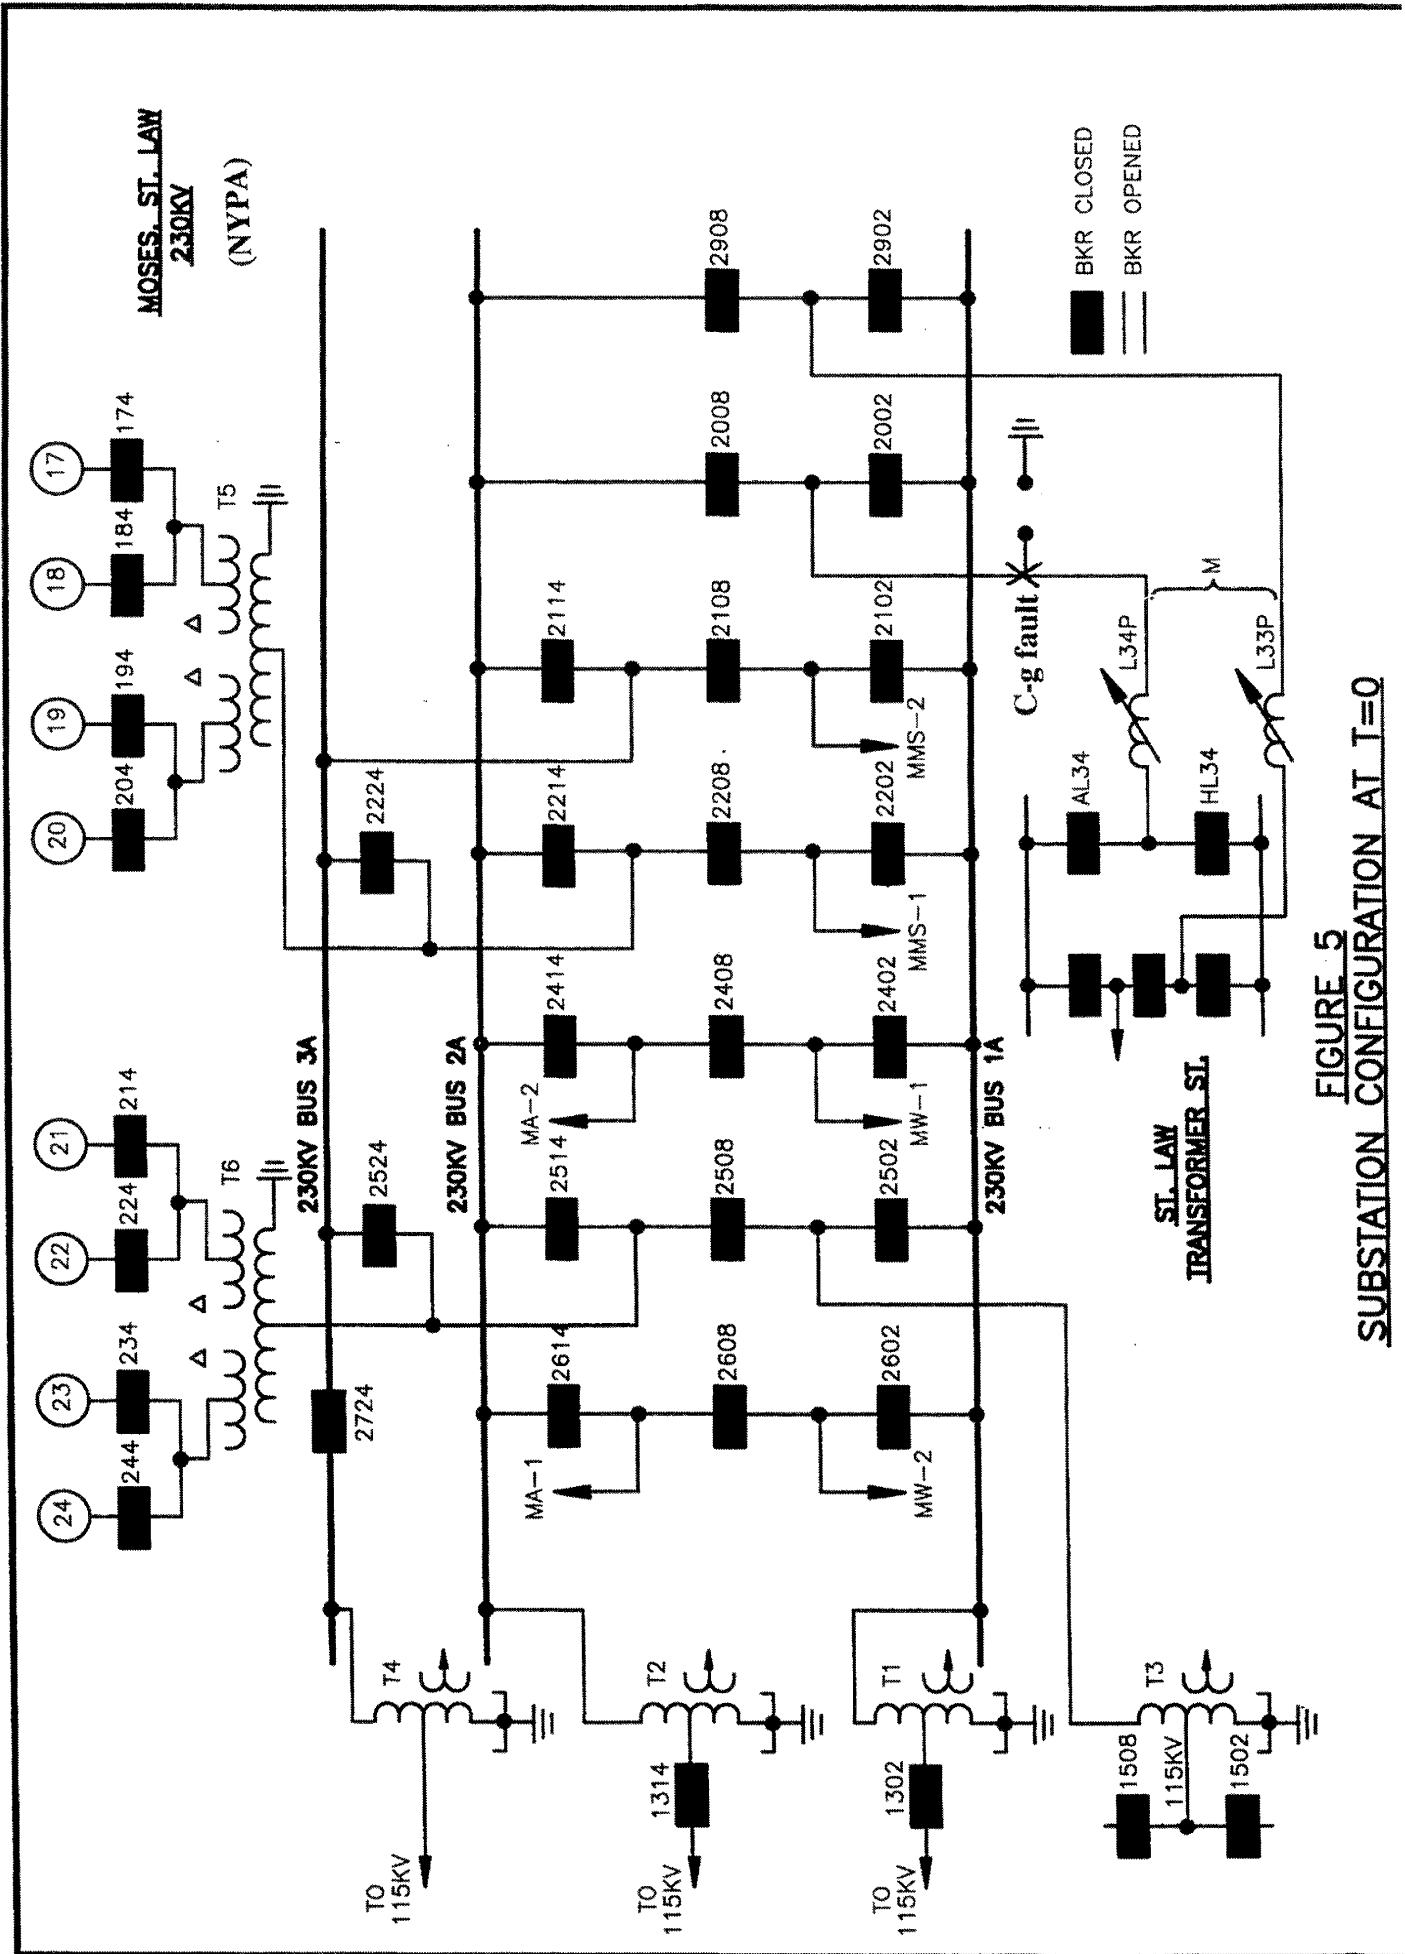 MOSES, ST. LAW
230KV
(NYPA)
24
23
22
21
20
19
18
17
244
234
224
214
204
194
184
174
Δ
Δ
T6
Δ
Δ
T5
230KV BUS 3A
2724
2524
2224
230KV BUS 2A
T4
TO
115KV
MA-1
2614
2514
MA-2
2414
2214
2114
T2
1314
TO
115KV
2608
2508
2408
2208
2108
2008
2908
MW-2
2602
2502
MW-1
2402
MMS-1
2202
MMS-2
2102
2002
2902
T1
1302
TO
115KV
230KV BUS 1A
C-g fault
T3
1508
115KV
1502
AL34
HL34
L34P
M
L33P
ST. LAW
TRANSFORMER ST.
BKR CLOSED
BKR OPENED
FIGURE 5
SUBSTATION CONFIGURATION AT T=0